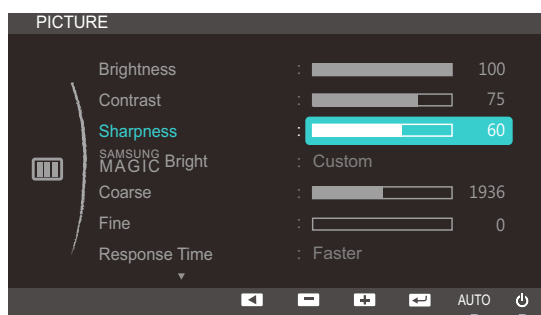 PICTURE
Brightness : 100
Contrast : 75
Sharpness : 60
SAMSUNG MAGIC Bright : Custom
Coarse : 1936
Fine : 0
Response Time : Faster
AUTO